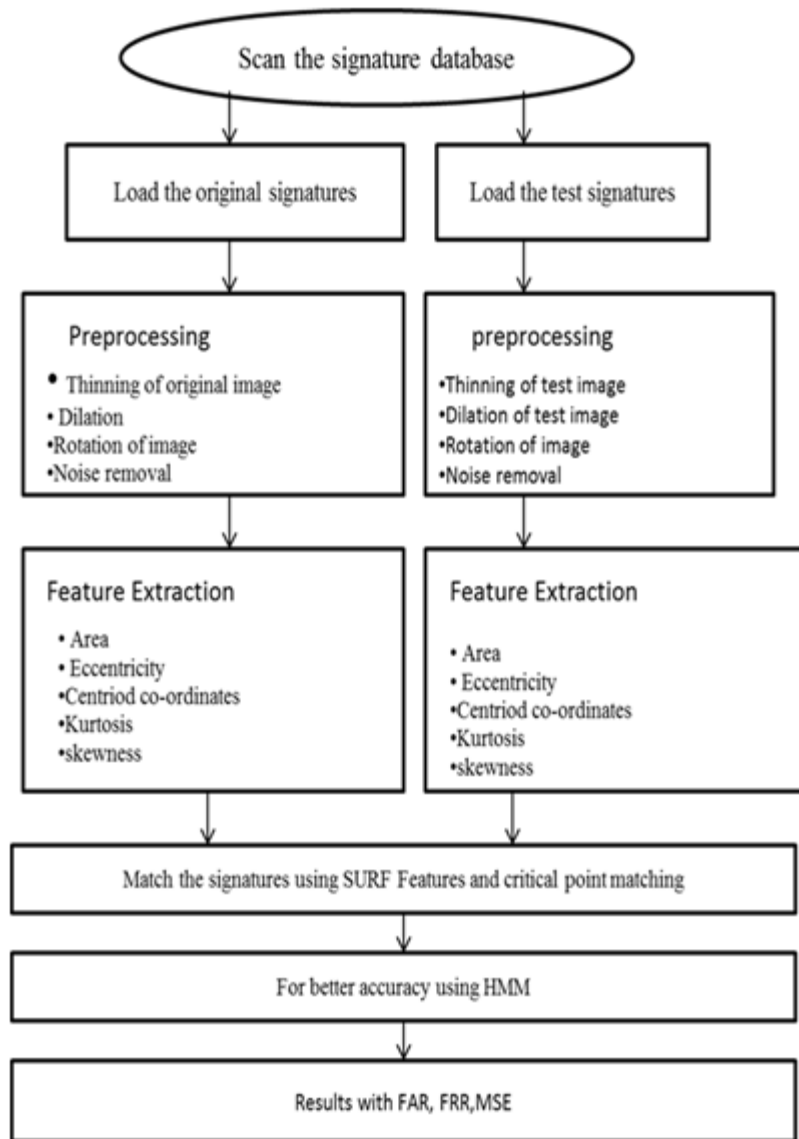 Scan the signature database
Load the original signatures
Load the test signatures
Preprocessing
• Thinning of original image
• Dilation
•Rotation of image
•Noise removal
preprocessing
•Thinning of test image
•Dilation of test image
•Rotation of image
•Noise removal
Feature Extraction
• Area
• Eccentricity
•Centriod co-ordinates
•Kurtosis
•skewness
Feature Extraction
• Area
• Eccentricity
•Centriod co-ordinates
•Kurtosis
•skewness
Match the signatures using SURF Features and critical point matching
For better accuracy using HMM
Results with FAR, FRR,MSE